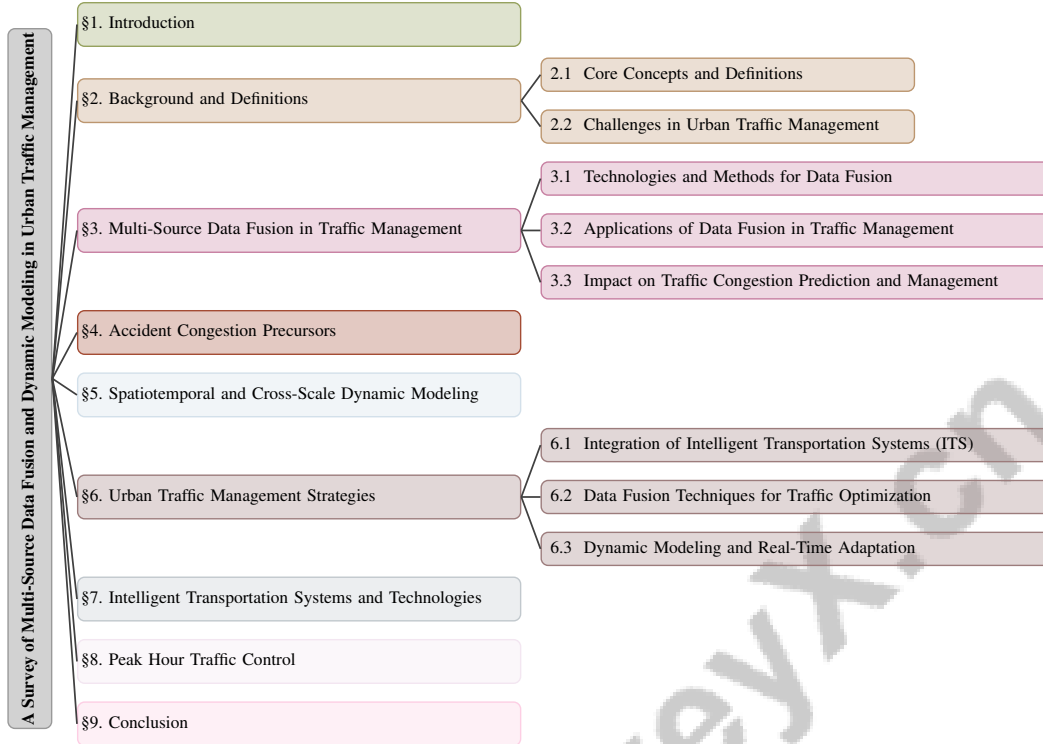 A Survey of Multi-Source Data Fusion and Dynamic Modeling in Urban Traffic Management
§1. Introduction
§2. Background and Definitions
2.1 Core Concepts and Definitions
2.2 Challenges in Urban Traffic Management
§3. Multi-Source Data Fusion in Traffic Management
3.1 Technologies and Methods for Data Fusion
3.2 Applications of Data Fusion in Traffic Management
3.3 Impact on Traffic Congestion Prediction and Management
§4. Accident Congestion Precursors
§5. Spatiotemporal and Cross-Scale Dynamic Modeling
§6. Urban Traffic Management Strategies
6.1 Integration of Intelligent Transportation Systems (ITS)
6.2 Data Fusion Techniques for Traffic Optimization
6.3 Dynamic Modeling and Real-Time Adaptation
§7. Intelligent Transportation Systems and Technologies
§8. Peak Hour Traffic Control
§9. Conclusion
eyx.cn